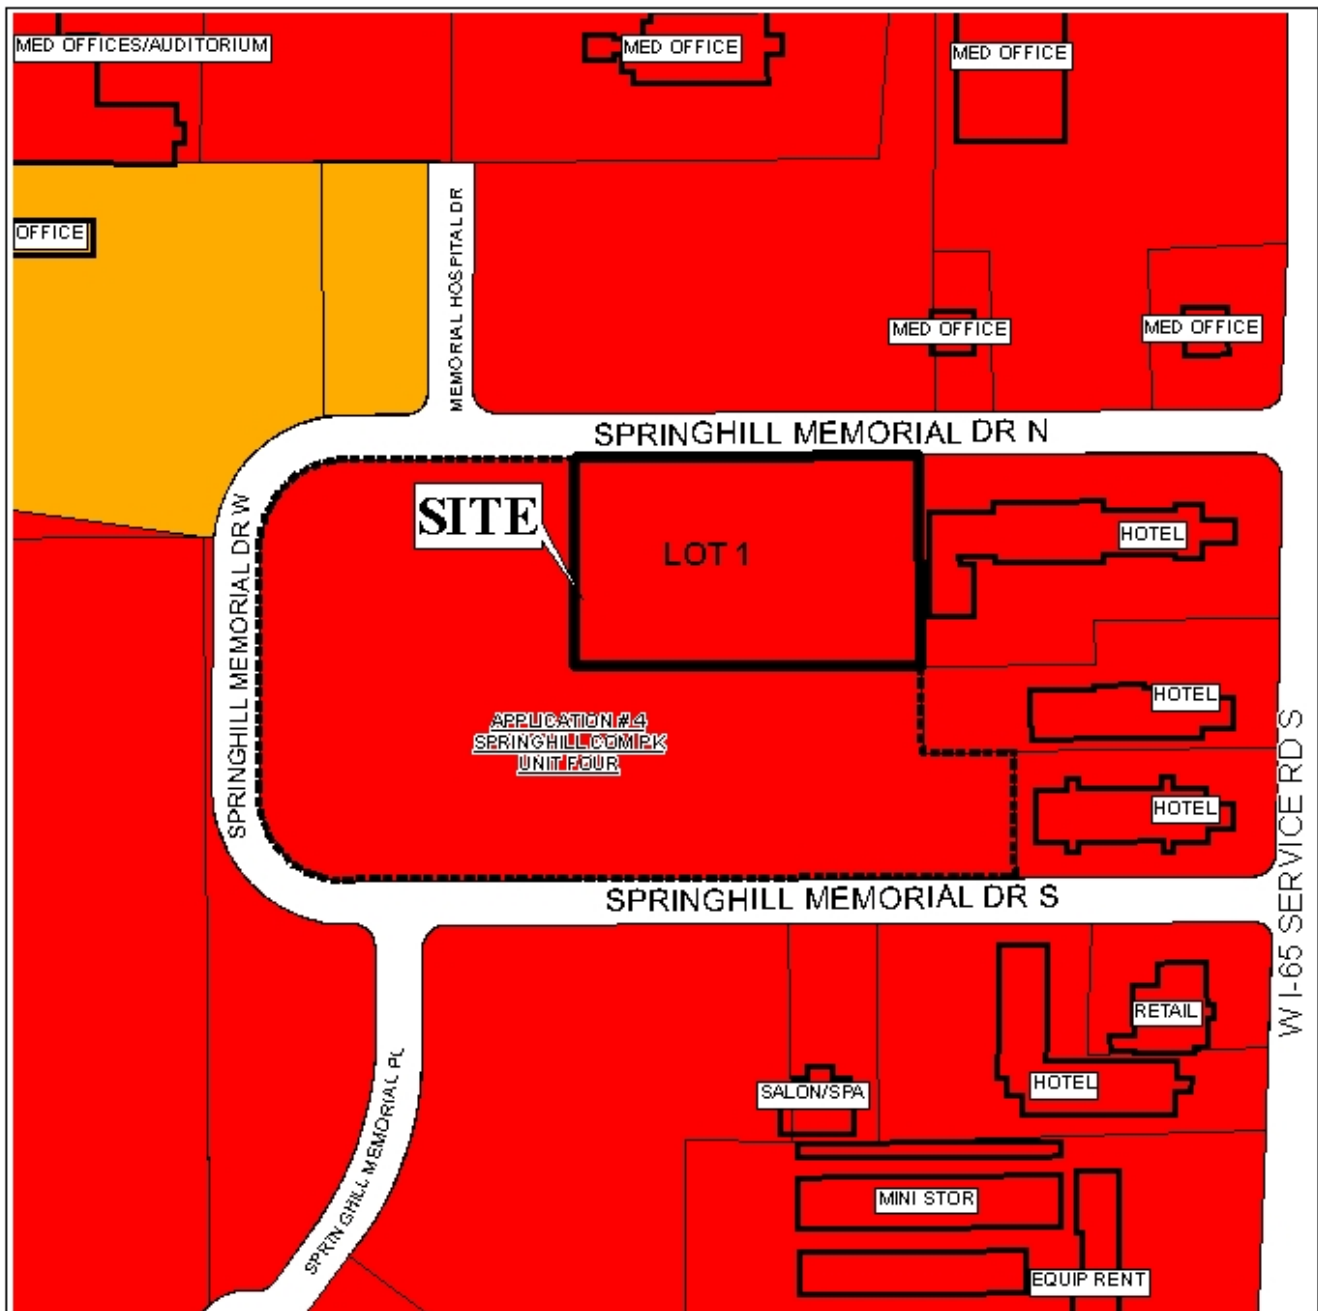 MED OFFICES/AUDITORIUM
MED OFFICE
MED OFFICE
OFFICE
MEMORIAL HOSPITAL DR
MED OFFICE
MED OFFICE
SPRINGHILL MEMORIAL DR N
SITE
LOT 1
HOTEL
SPRINGHILL MEMORIAL DR W
HOTEL
APPLICATION # 4
SPRINGHILL COM PK
UNIT FOUR
HOTEL
W I-65 SERVICE RD S
SPRINGHILL MEMORIAL DR S
RETAIL
HOTEL
SALON/SPA
SPRINGHILL MEMORIAL PL
MINI STOR
EQUIP RENT